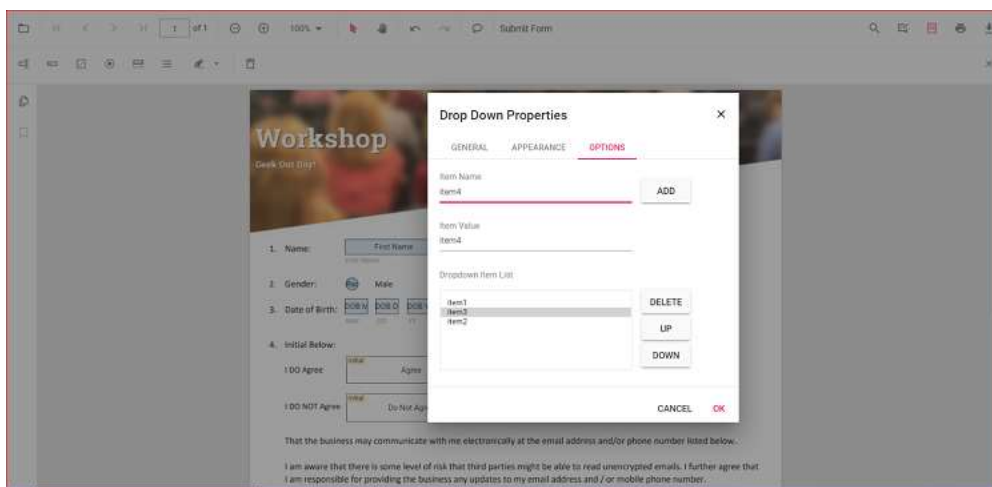 1 of 1 100% Submit Form
Workshop
Geek Out Day!
Drop Down Properties
GENERAL APPEARANCE OPTIONS
Item Name
item4
ADD
Item Value
item4
Dropdown Item List
item1
item3
item2
DELETE
UP
DOWN
CANCEL OK
1. Name: First Name
2. Gender: Male
3. Date of Birth: DOB M DOB D DOB
4. Initial Below:
Initial
I DO Agree Agree
Initial
I DO NOT Agree Do Not Agr
That the business may communicate with me electronically at the email address and/or phone number listed below.
I am aware that there is some level of risk that third parties might be able to read unencrypted emails. I further agree that
I am responsible for providing the business any updates to my email address and / or mobile phone number.